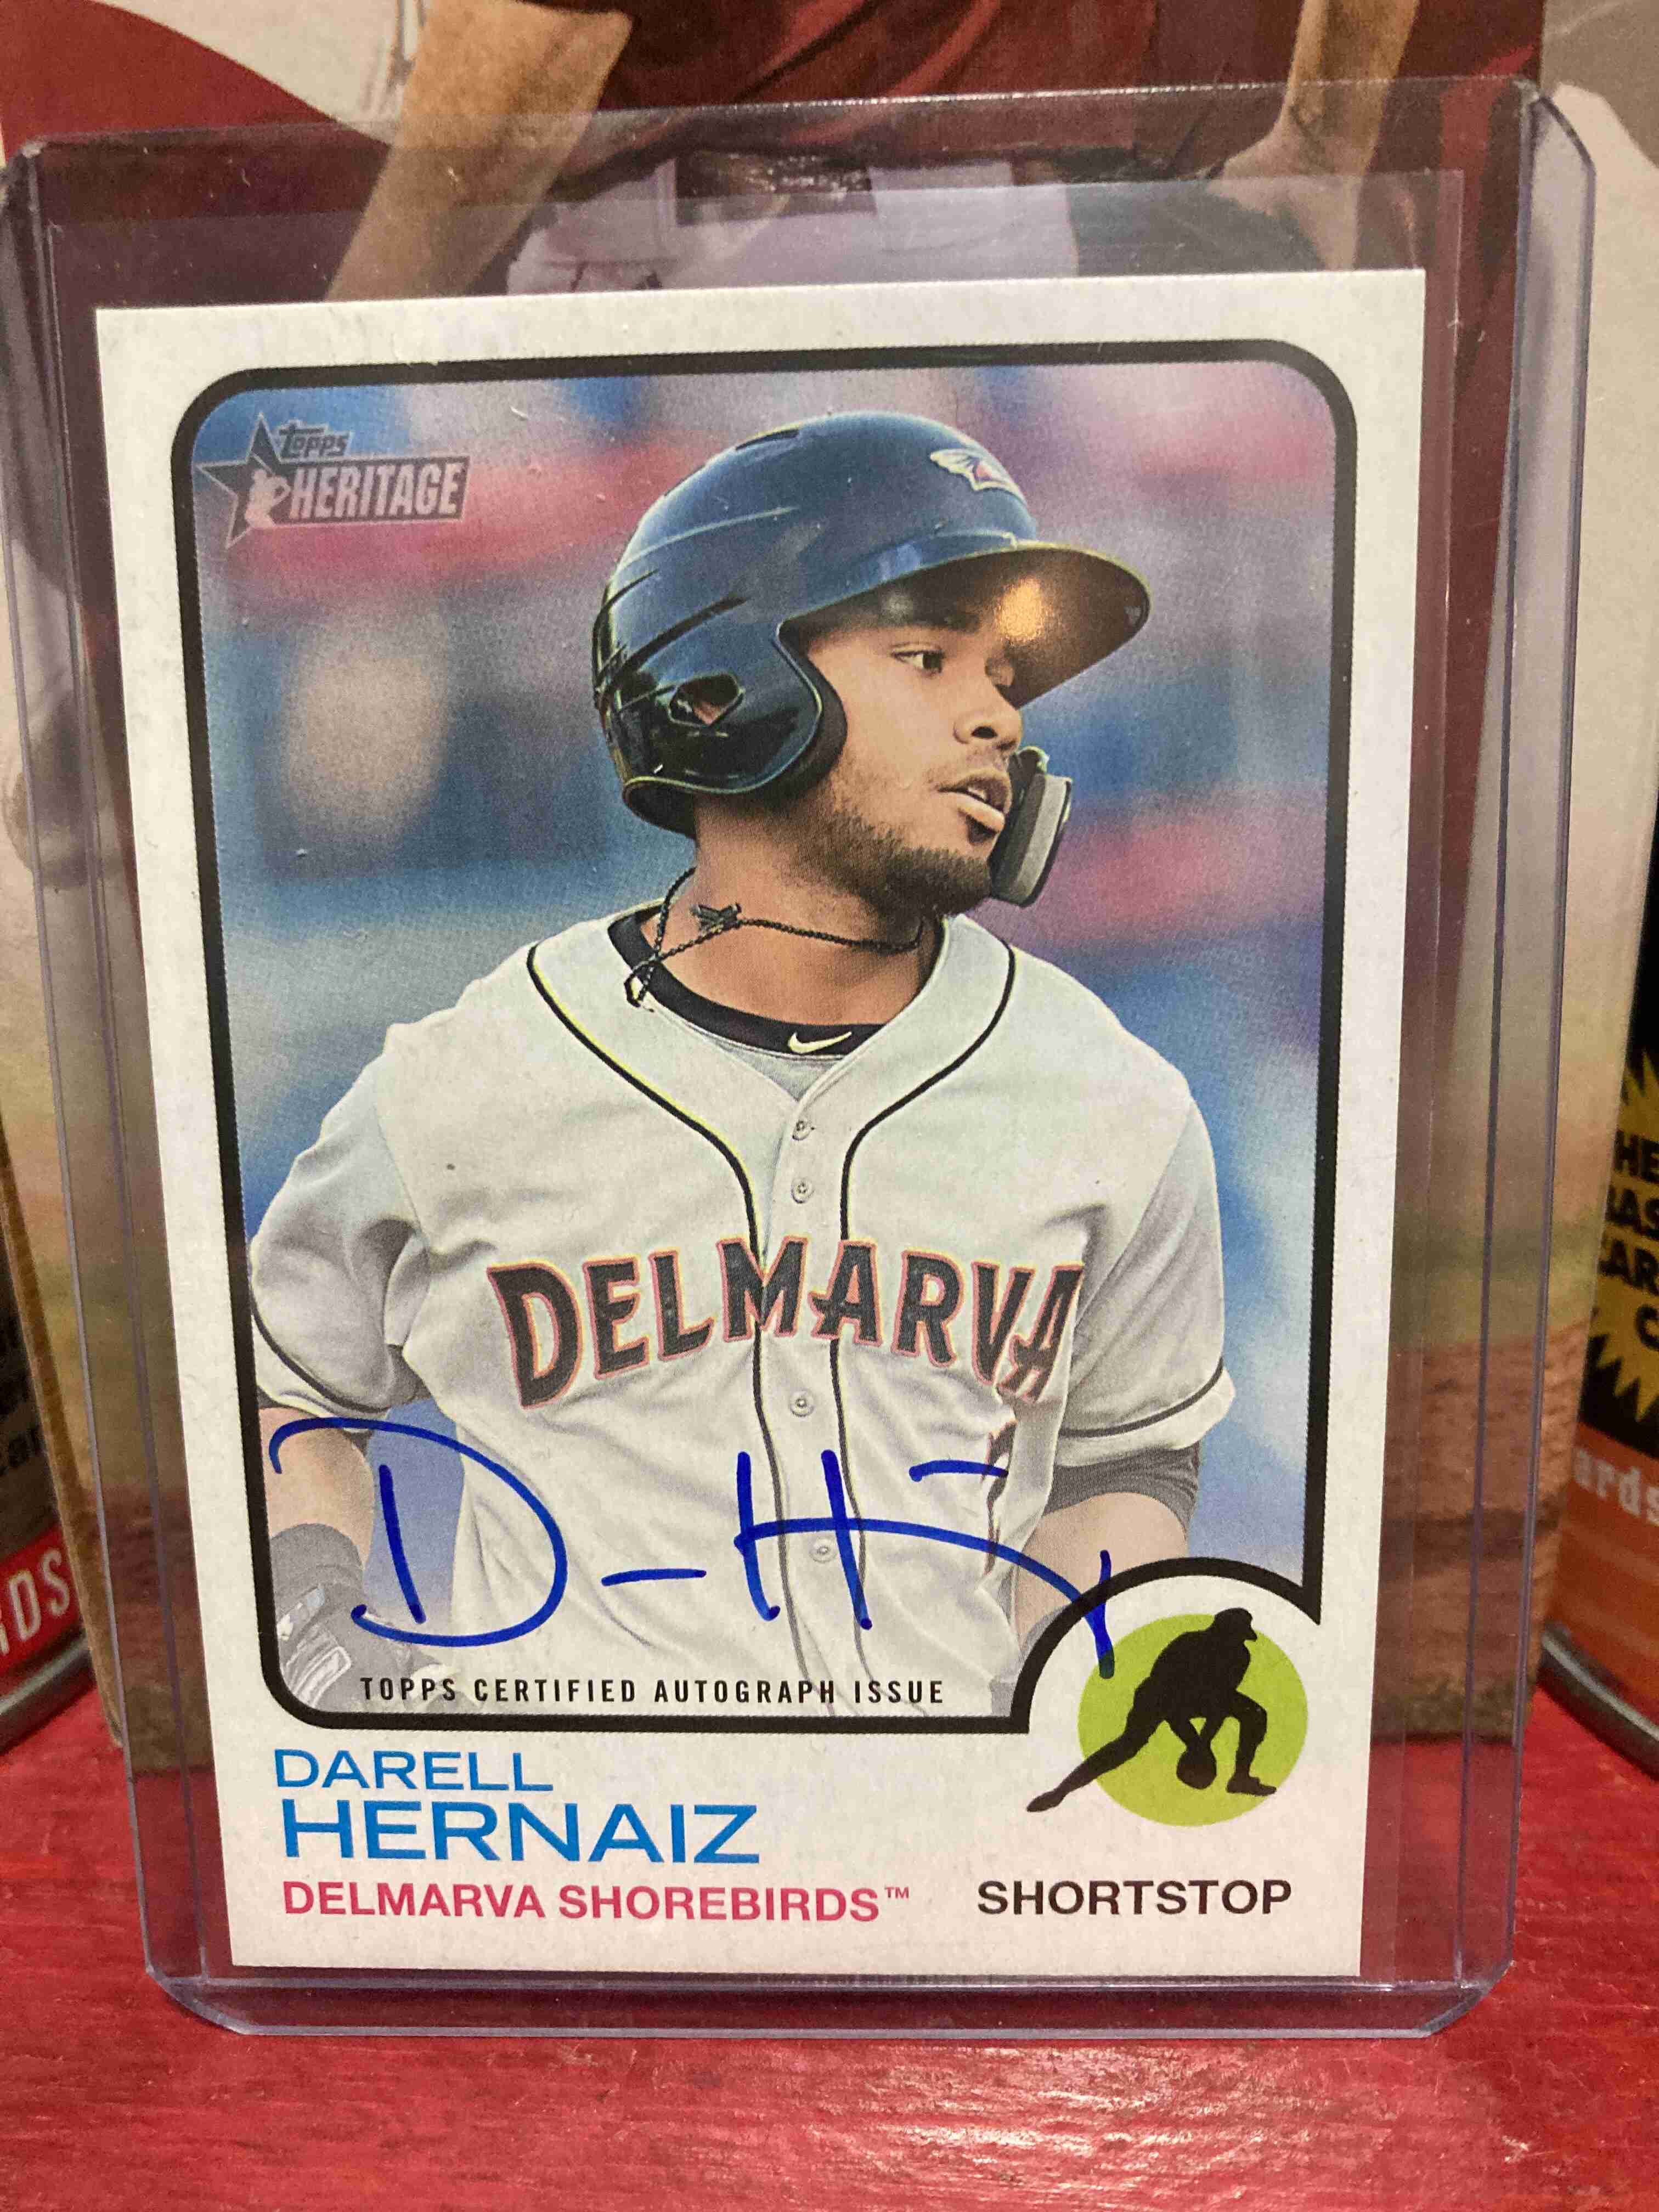 topps
HERITAGE
DELMARVA
D-H
TOPPS CERTIFIED AUTOGRAPH ISSUE
DARELL
HERNAIZ
DELMARVA SHOREBIRDS™
SHORTSTOP